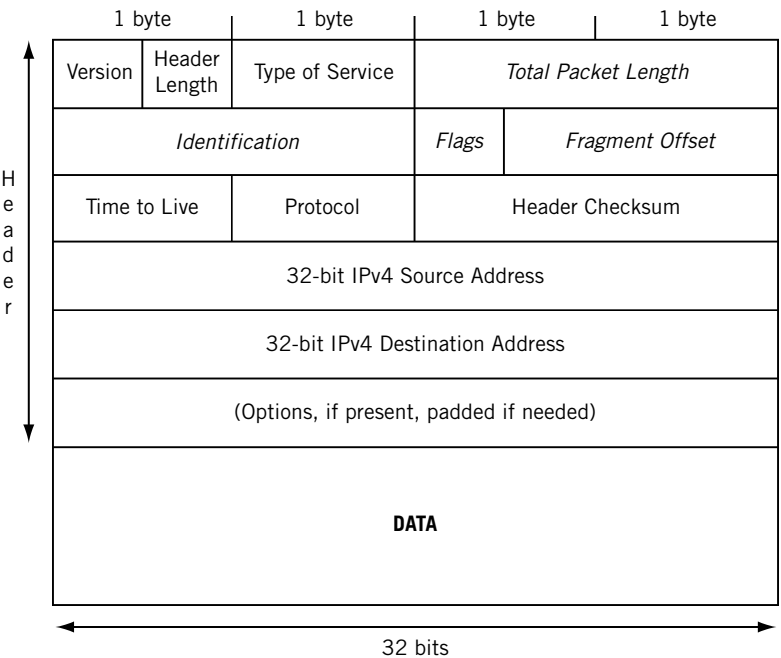 1 byte 1 byte 1 byte 1 byte
Version Header Length Type of Service Total Packet Length
Identification Flags Fragment Offset
Time to Live Protocol Header Checksum
32-bit IPv4 Source Address
32-bit IPv4 Destination Address
(Options, if present, padded if needed)
DATA
32 bits
Header